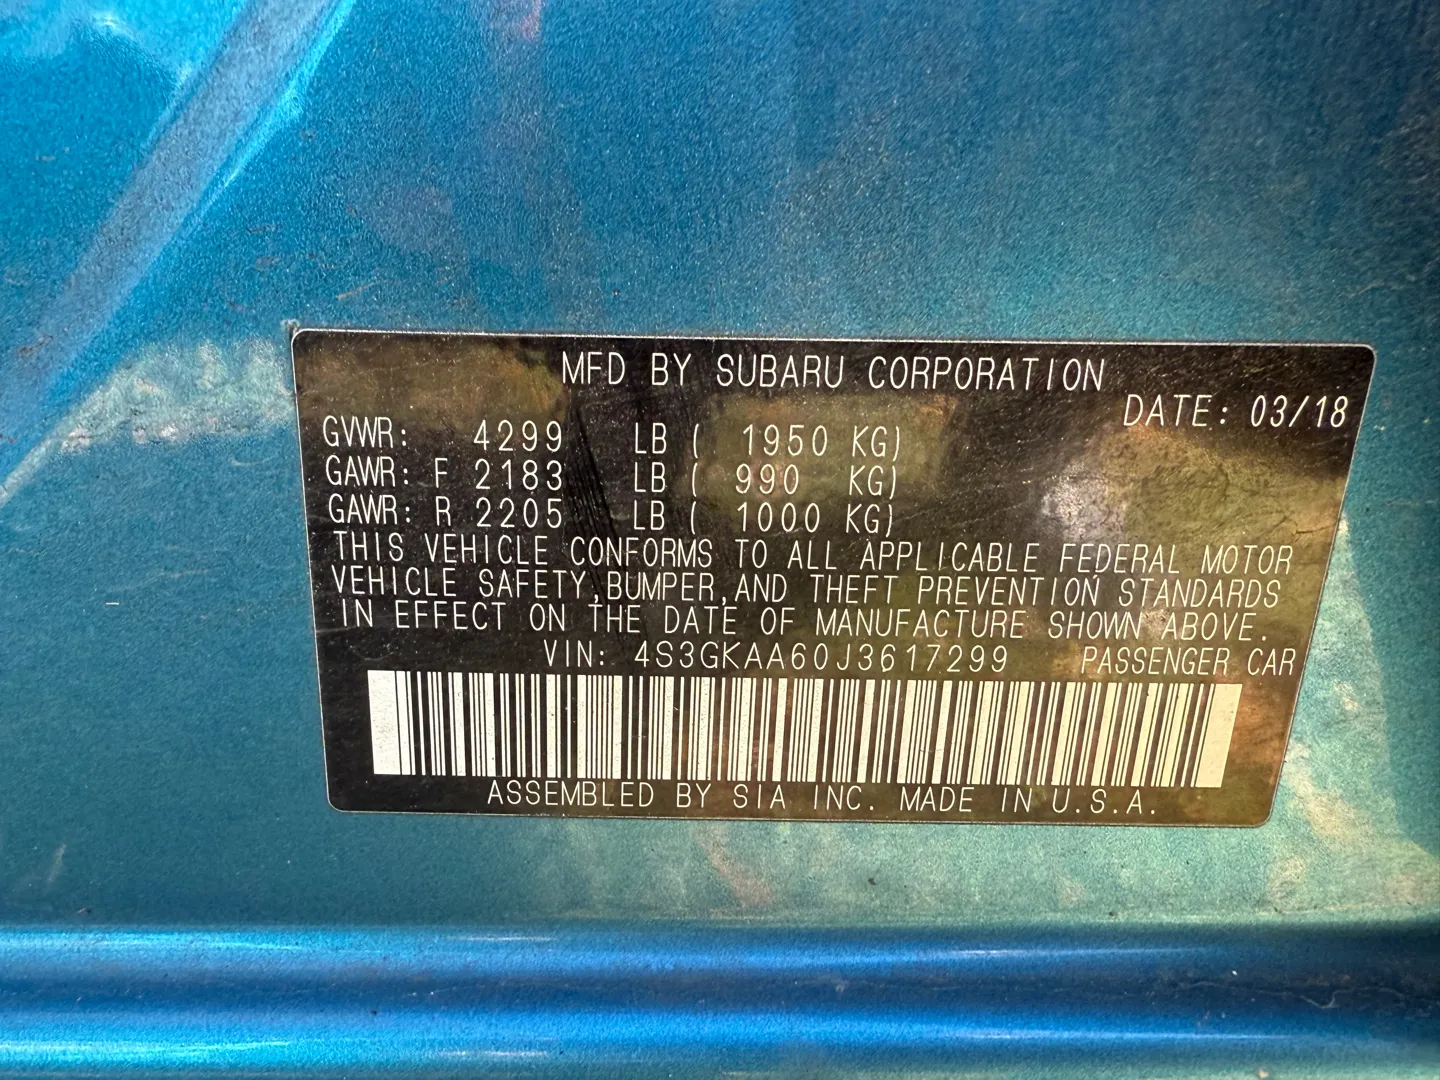 MFD BY SUBARU CORPORATION
DATE: 03/18
GVWR: 4299 LB ( 1950 KG)
GAWR: F 2183 LB ( 990 KG)
GAWR: R 2205 LB ( 1000 KG)
THIS VEHICLE CONFORMS TO ALL APPLICABLE FEDERAL MOTOR
VEHICLE SAFETY,BUMPER,AND THEFT PREVENTION STANDARDS
IN EFFECT ON THE DATE OF MANUFACTURE SHOWN ABOVE.
VIN: 4S3GKAA60J3617299 PASSENGER CAR
ASSEMBLED BY SIA INC. MADE IN U.S.A.